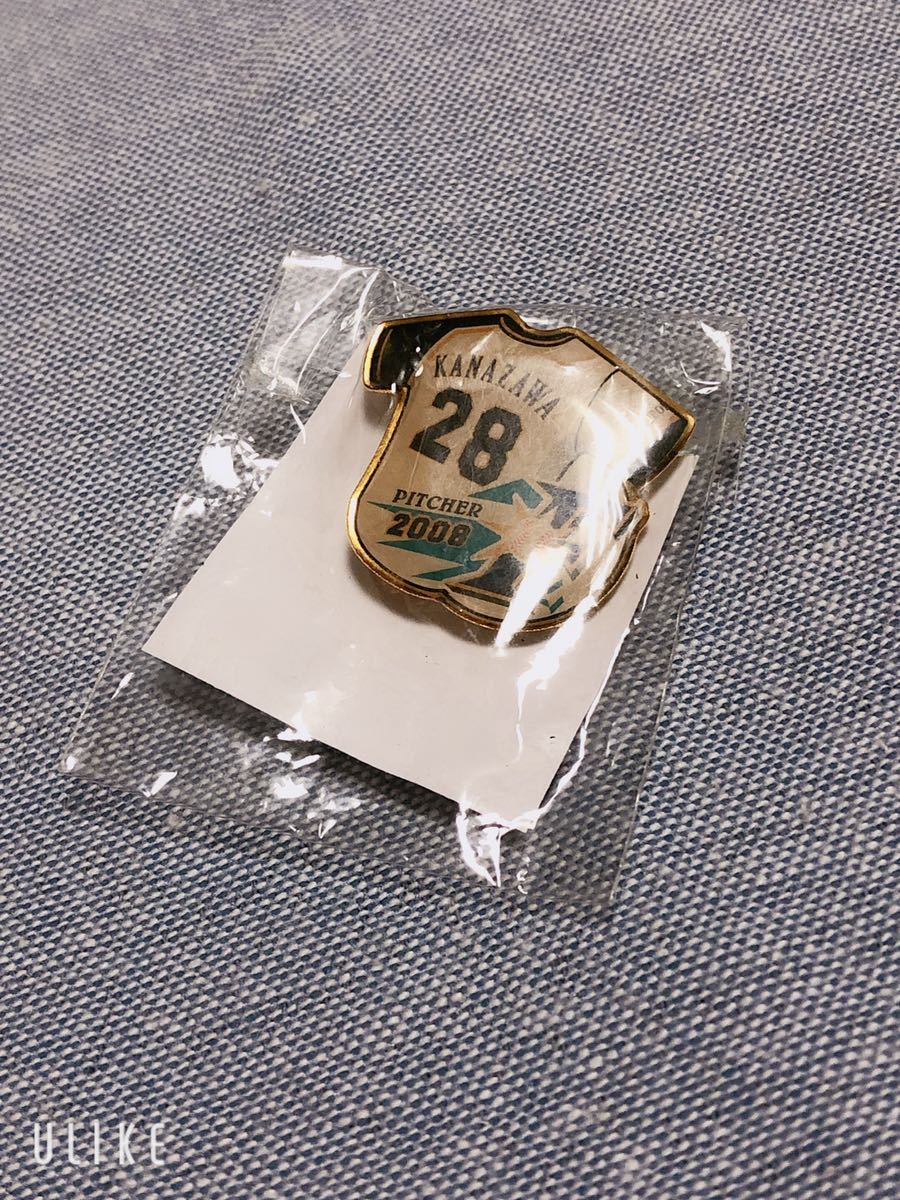 KANAZAWA
28
PITCHER
2008
ULIKE